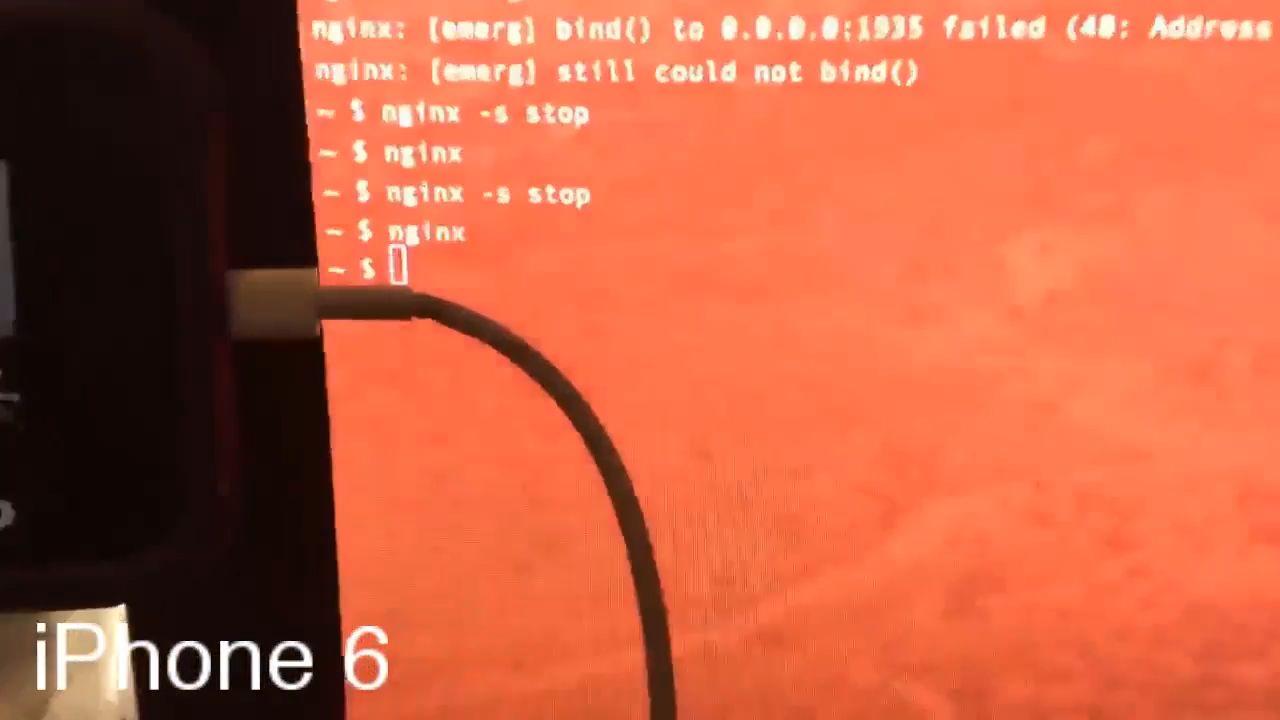 nginx: [emerg] bind() to 0.0.0.0:1935 failed (48: Address
nginx: [emerg] still could not bind()
~ $ nginx -s stop
~ $ nginx
~ $ nginx -s stop
~ $ nginx
~ $
iPhone 6